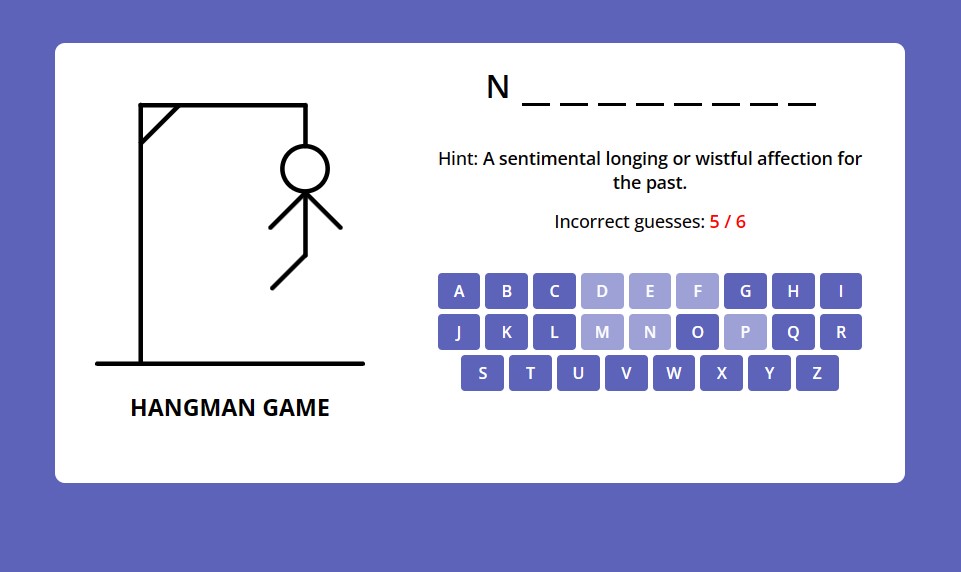 N _ _ _ _ _ _ _ _
Hint: A sentimental longing or wistful affection for
the past.
Incorrect guesses: 5 / 6
A B C D E F G H I
J K L M N O P Q R
S T U V W X Y Z
HANGMAN GAME